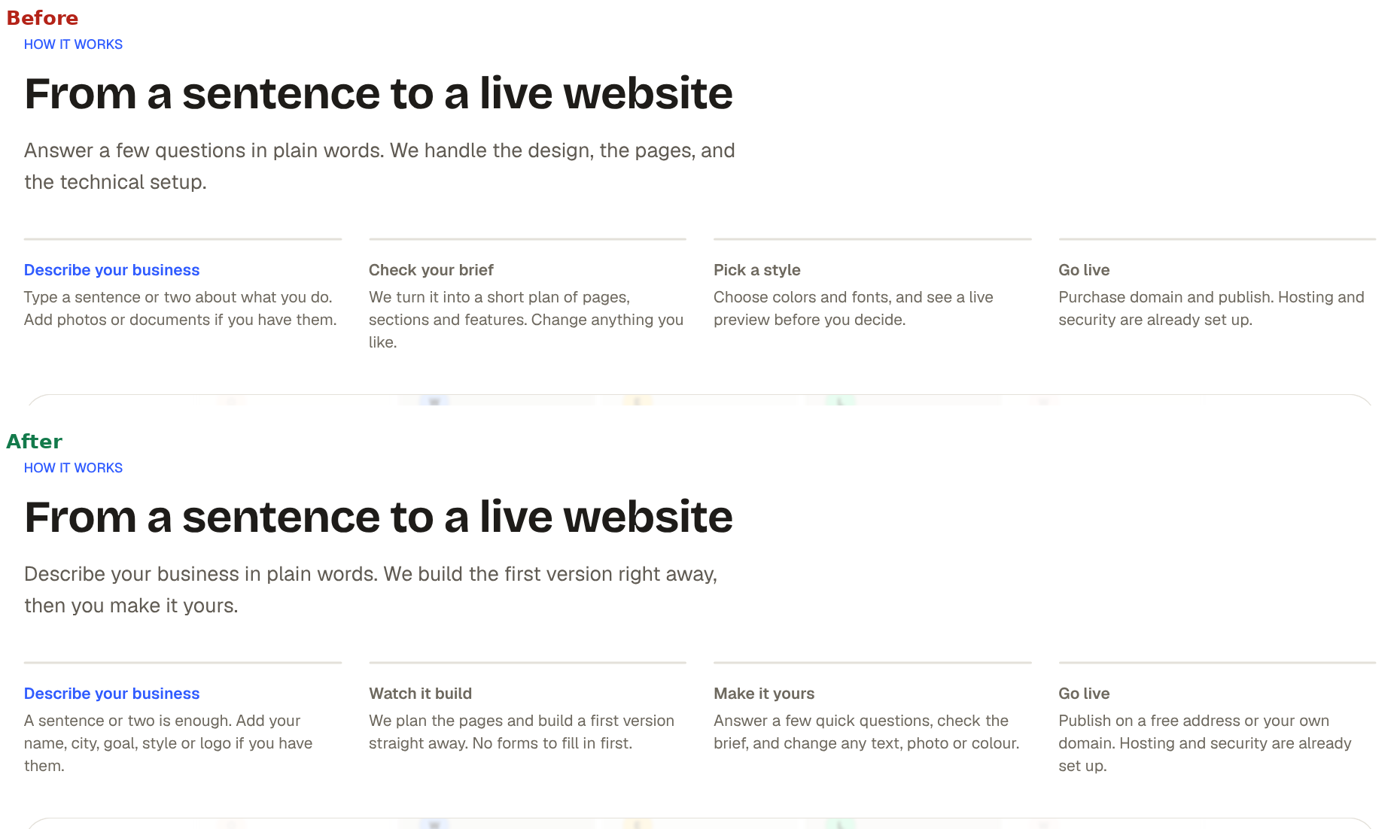 Before
HOW IT WORKS
From a sentence to a live website
Answer a few questions in plain words. We handle the design, the pages, and
the technical setup.
Describe your business
Type a sentence or two about what you do.
Add photos or documents if you have them.
Check your brief
We turn it into a short plan of pages,
sections and features. Change anything you
like.
Pick a style
Choose colors and fonts, and see a live
preview before you decide.
Go live
Purchase domain and publish. Hosting and
security are already set up.
After
HOW IT WORKS
From a sentence to a live website
Describe your business in plain words. We build the first version right away,
then you make it yours.
Describe your business
A sentence or two is enough. Add your
name, city, goal, style or logo if you have
them.
Watch it build
We plan the pages and build a first version
straight away. No forms to fill in first.
Make it yours
Answer a few quick questions, check the
brief, and change any text, photo or colour.
Go live
Publish on a free address or your own
domain. Hosting and security are already
set up.